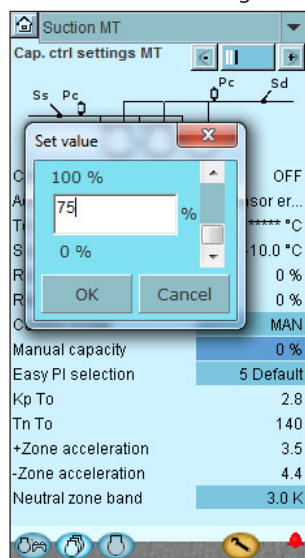 Suction MT
Cap. ctrl settings MT
Pc Sd
Ss Pc
Set value
100 %
75 %
0 %
OK Cancel
OFF
sor er...
***** °C
10.0 °C
0 %
0 %
MAN
Manual capacity 0 %
Easy PI selection 5 Default
Kp To 2.8
Tn To 140
+Zone acceleration 3.5
-Zone acceleration 4.4
Neutral zone band 3.0 K